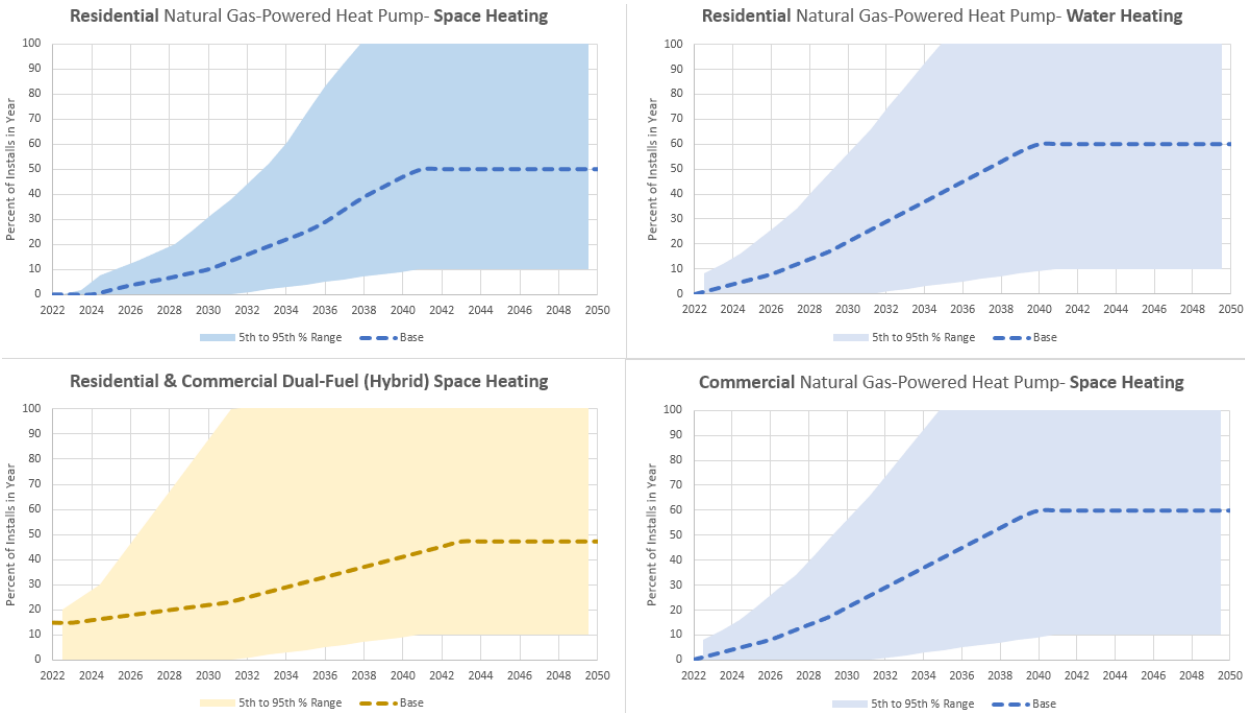 Residential Natural Gas-Powered Heat Pump- Space Heating
Percent of Installs in Year
100
90
80
70
60
50
40
30
20
10
0
2022 2024 2026 2028 2030 2032 2034 2036 2038 2040 2042 2044 2046 2048 2050
5th to 95th % Range Base
Residential Natural Gas-Powered Heat Pump- Water Heating
Percent of Installs in Year
100
90
80
70
60
50
40
30
20
10
0
2022 2024 2026 2028 2030 2032 2034 2036 2038 2040 2042 2044 2046 2048 2050
5th to 95th % Range Base
Residential & Commercial Dual-Fuel (Hybrid) Space Heating
Percent of Installs in Year
100
90
80
70
60
50
40
30
20
10
0
2022 2024 2026 2028 2030 2032 2034 2036 2038 2040 2042 2044 2046 2048 2050
5th to 95th % Range Base
Commercial Natural Gas-Powered Heat Pump- Space Heating
Percent of Installs in Year
100
90
80
70
60
50
40
30
20
10
0
2022 2024 2026 2028 2030 2032 2034 2036 2038 2040 2042 2044 2046 2048 2050
5th to 95th % Range Base